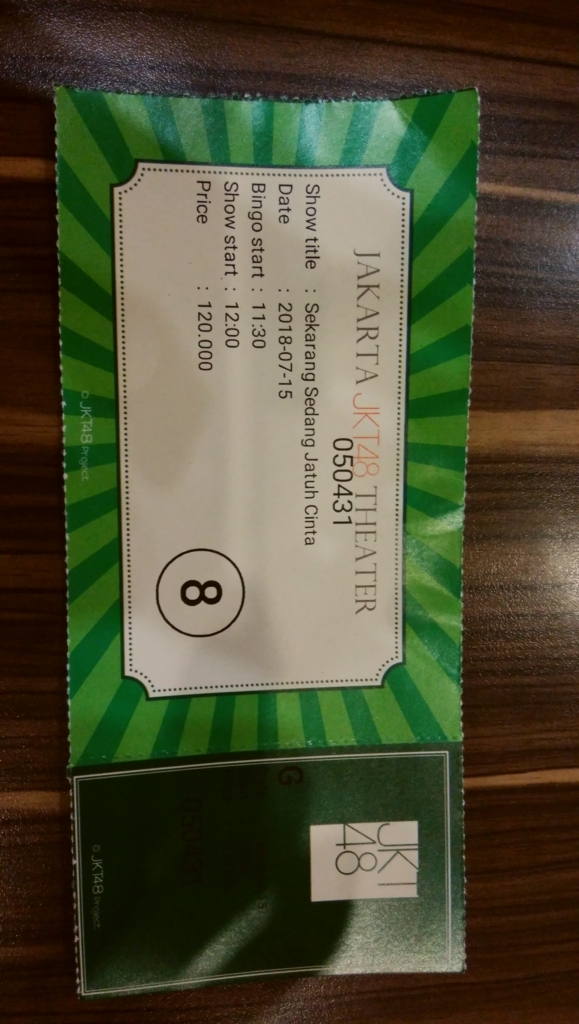 JAKARTA JKT48 THEATER
050431
Show title : Sekarang Sedang Jatuh Cinta
Date : 2018-07-15
Bingo start : 11:30
Show start : 12:00
Price : 120.000
8
© JKT48 Project
JKT
48
G
050431
© JKT48 Project